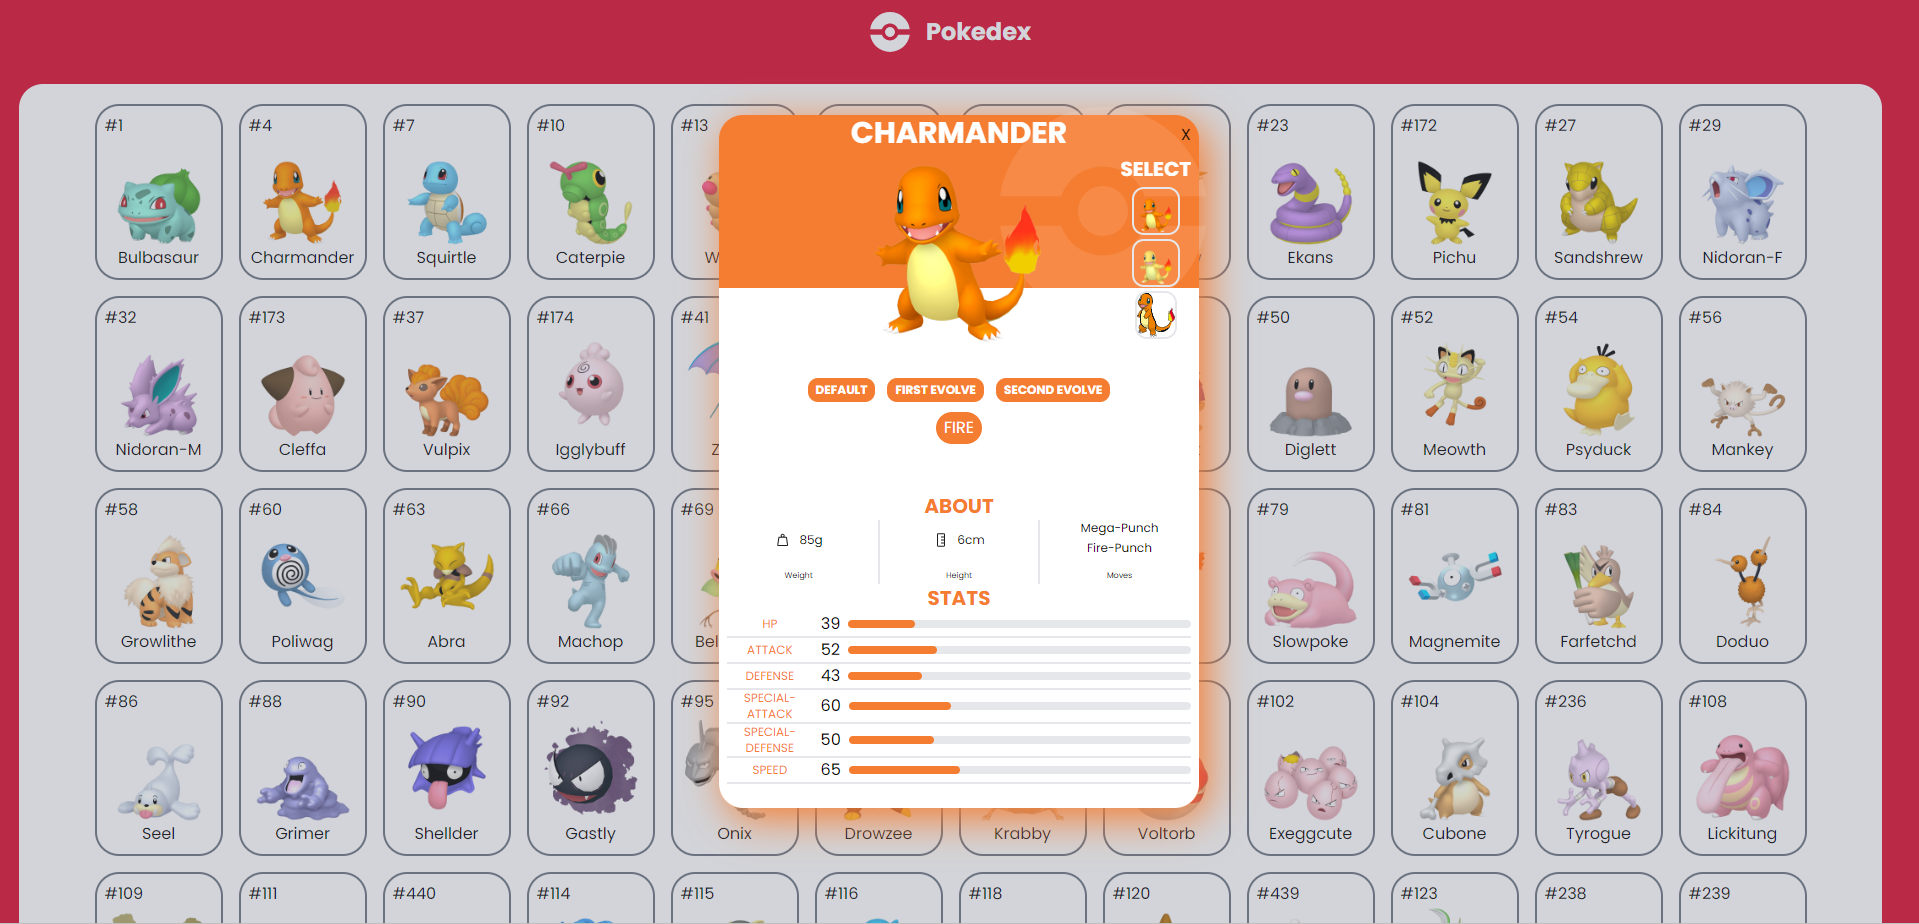 Pokedex
#1
#4
#7
#10
#13
#23
#172
#27
#29
Bulbasaur
Charmander
Squirtle
Caterpie
W
Ekans
Pichu
Sandshrew
Nidoran-F
CHARMANDER
X
SELECT
DEFAULT
FIRST EVOLVE
SECOND EVOLVE
FIRE
ABOUT
85g
Weight
6cm
Height
Mega-Punch
Fire-Punch
Moves
STATS
HP 39
ATTACK 52
DEFENSE 43
SPECIAL-
ATTACK 60
SPECIAL-
DEFENSE 50
SPEED 65
#32
#173
#37
#174
#41
#50
#52
#54
#56
Nidoran-M
Cleffa
Vulpix
Igglybuff
Z
Diglett
Meowth
Psyduck
Mankey
#58
#60
#63
#66
#69
#79
#81
#83
#84
Growlithe
Poliwag
Abra
Machop
Bel
Slowpoke
Magnemite
Farfetchd
Doduo
#86
#88
#90
#92
#95
#102
#104
#236
#108
Seel
Grimer
Shellder
Gastly
Onix
Drowzee
Krabby
Voltorb
Exeggcute
Cubone
Tyrogue
Lickitung
#109
#111
#440
#114
#115
#116
#118
#120
#439
#123
#238
#239